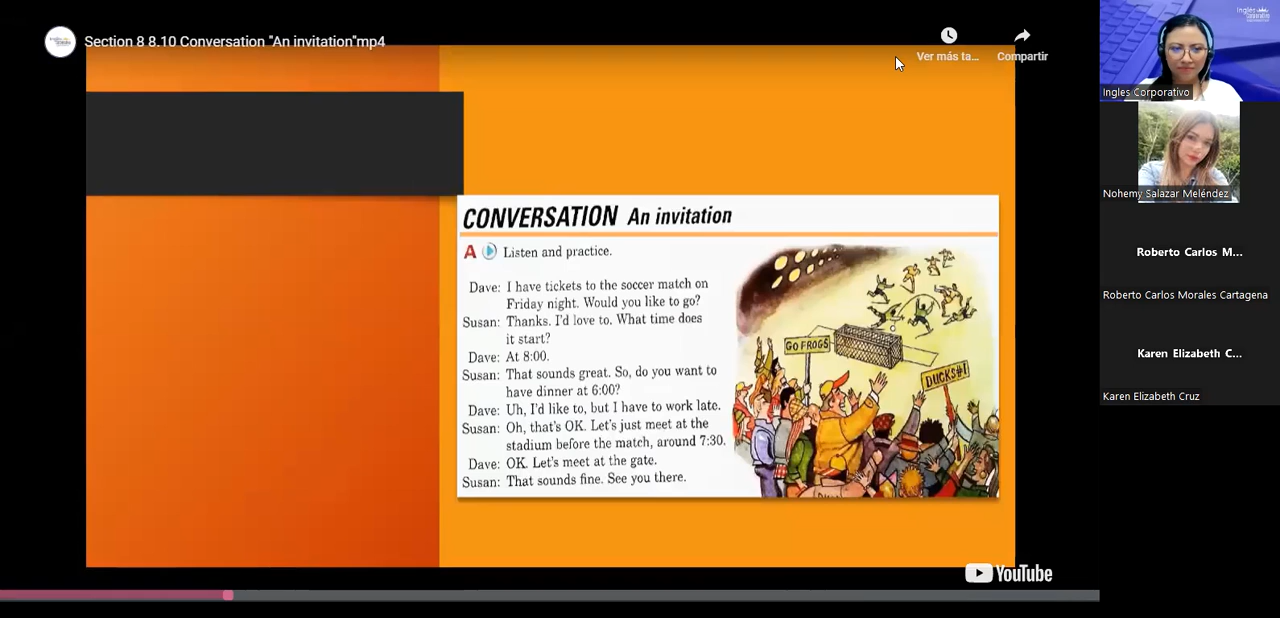 Section 8 8.10 Conversation "An invitation"mp4
Ver más ta...
Compartir
CONVERSATION An invitation
A Listen and practice.
Dave: I have tickets to the soccer match on
Friday night. Would you like to go?
Susan: Thanks. I'd love to. What time does
it start?
Dave: At 8:00.
Susan: That sounds great. So, do you want to
have dinner at 6:00?
Dave: Uh, I'd like to, but I have to work late.
Susan: Oh, that's OK. Let's just meet at the
stadium before the match, around 7:30.
Dave: OK. Let's meet at the gate.
Susan: That sounds fine. See you there.
GO FROGS
DUCKS#!
YouTube
Ingles Corporativo
Nohemy Salazar Meléndez
Roberto Carlos M...
Roberto Carlos Morales Cartagena
Karen Elizabeth C...
Karen Elizabeth Cruz